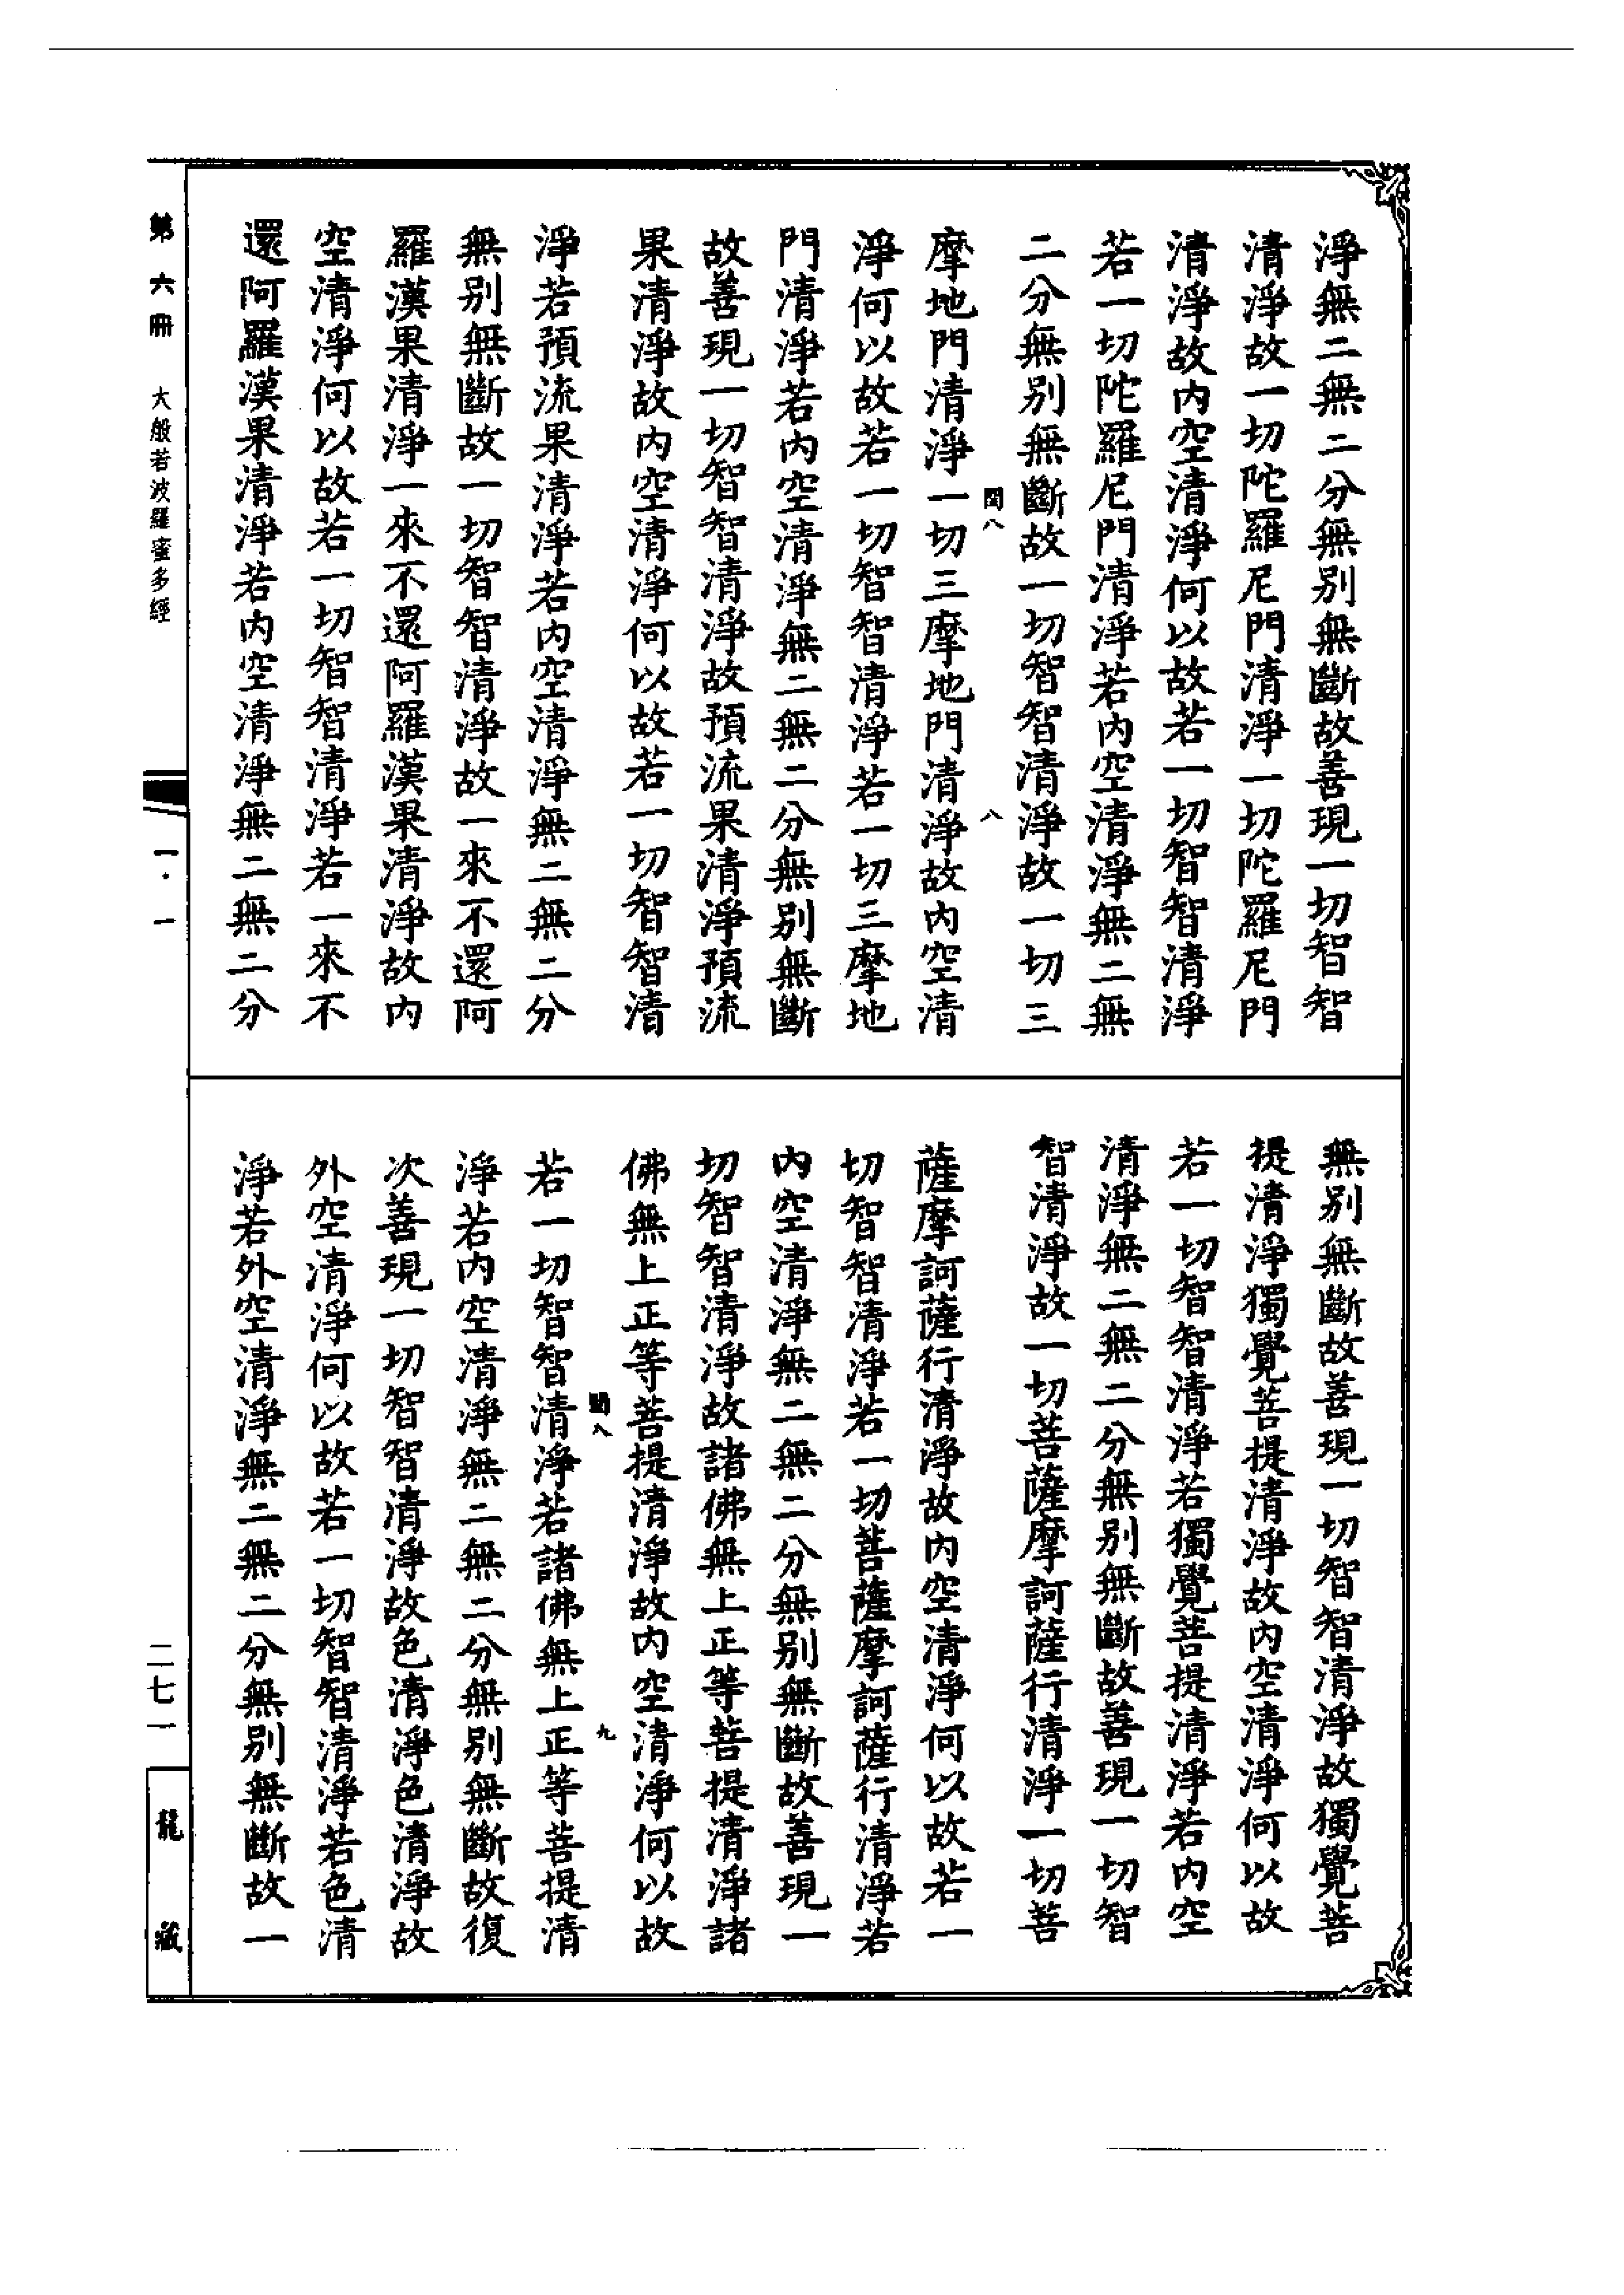 淨無二無二分無別無斷故善現一切智智
清淨故一切陀羅尼門清淨一切陀羅尼門
清淨故內空清淨何以故若一切智智清淨
若一切陀羅尼門清淨若內空清淨無二無
二分無別無斷故一切智智清淨故一切三
閏八 八
摩地門清淨一切三摩地門清淨故內空清
淨何以故若一切智智清淨若一切三摩地
門清淨若內空清淨無二無二分無別無斷
故善現一切智智清淨故預流果清淨預流
果清淨故內空清淨何以故若一切智智清
淨若預流果清淨若內空清淨無二無二分
無別無斷故一切智智清淨故一來不還阿
羅漢果清淨一來不還阿羅漢果清淨故內
空清淨何以故若一切智智清淨若一來不
還阿羅漢果清淨若內空清淨無二無二分
無別無斷故善現一切智智清淨故獨覺菩
提清淨獨覺菩提清淨故內空清淨何以故
若一切智智清淨若獨覺菩提清淨若內空
清淨無二無二分無別無斷故善現一切智
智清淨故一切菩薩摩訶薩行清淨一切菩
薩摩訶薩行清淨故內空清淨何以故若一
切智智清淨若一切菩薩摩訶薩行清淨若
內空清淨無二無二分無別無斷故善現一
切智智清淨故諸佛無上正等菩提清淨諸
佛無上正等菩提清淨故內空清淨何以故
閏八 九
若一切智智清淨若諸佛無上正等菩提清
淨若內空清淨無二無二分無別無斷故復
次善現一切智智清淨故色清淨色清淨故
外空清淨何以故若一切智智清淨若色清
淨若外空清淨無二無二分無別無斷故一
第六冊 大般若波羅蜜多經 一·一 二七一 龍藏